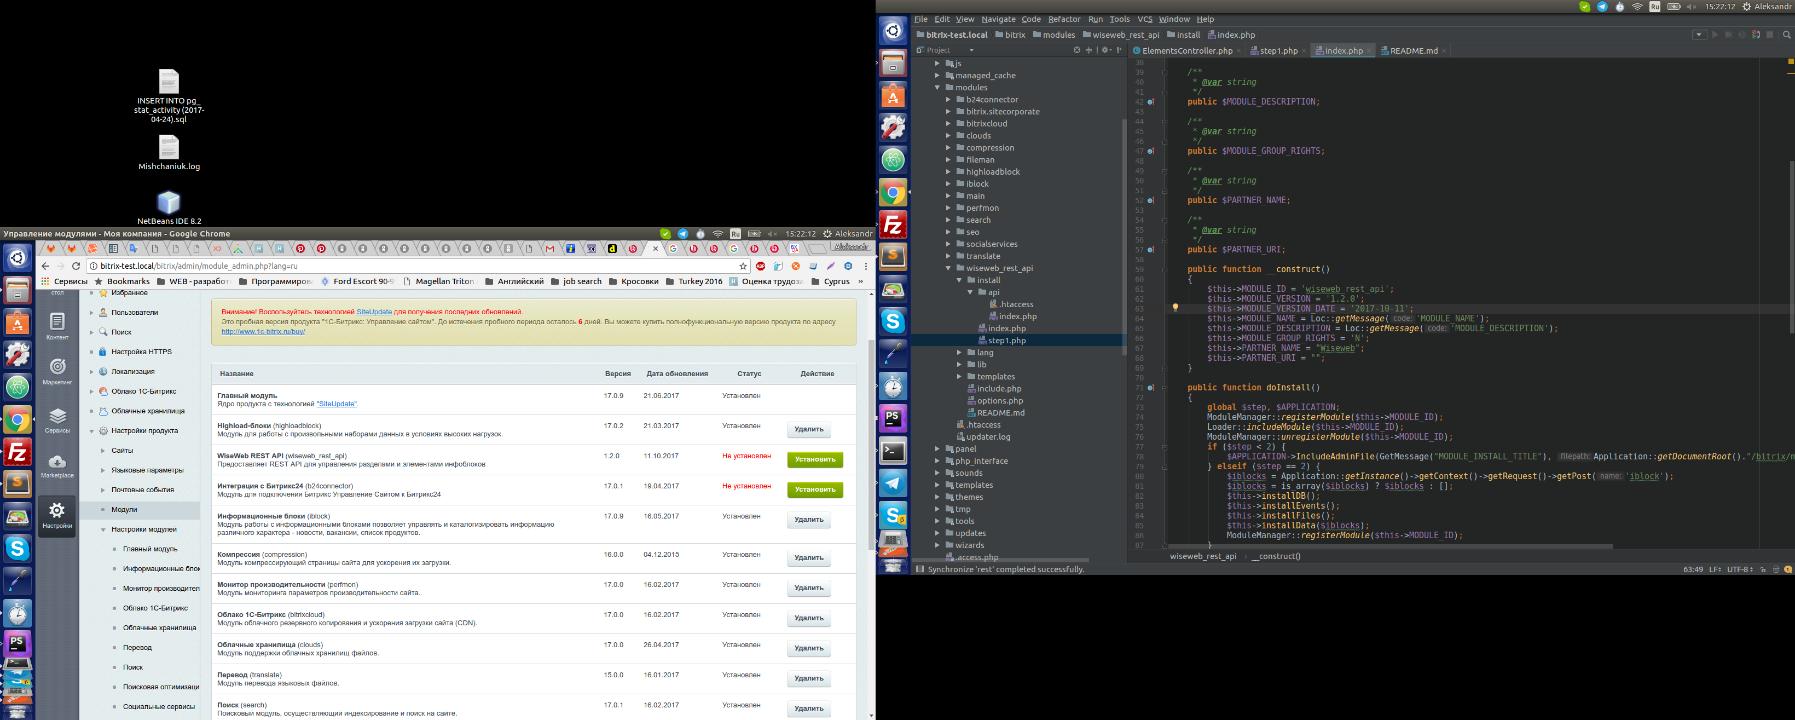 INSERT INTO pg_
stat_activity (2017-
04-24).sql
Mishchaniuk.log
NetBeans IDE 8.2
Управление модулями - Моя компания - Google Chrome
Ru
15:22:12
Aleksandr
bitrix-test.local/bitrix/admin/module_admin.php?lang=ru
Сервисы
Bookmarks
WEB - разработ
Программиро
Ford Escort 90-9
Magellan Triton
Английский
job search
Кросовки
Turkey 2016
Оценка трудоза
Cyprus
стол
Контент
Маркетинг
Сервисы
Marketplace
Настройки
Избранное
Пользователи
Поиск
Настройка HTTPS
Локализация
Облако 1С-Битрикс
Облачные хранилища
Настройки продукта
Сайты
Языковые параметры
Почтовые события
Модули
Настройки модулей
Главный модуль
Информационные блок
Монитор производител
Облако 1С-Битрикс
Облачные хранилища
Перевод
Поиск
Поисковая оптимизаци
Социальные сервисы
Внимание! Воспользуйтесь технологией SiteUpdate для получения последних обновлений.
Это пробная версия продукта "1С-Битрикс: Управление сайтом". До истечения пробного периода осталось 6 дней. Вы можете купить полнофункциональную версию продукта по адресу
http://www.1c-bitrix.ru/buy/
Название Версия Дата обновления Статус Действие
Главный модуль 17.0.9 21.06.2017 Установлен
Ядро продукта с технологией "SiteUpdate".
Highload-блоки (highloadblock) 17.0.2 21.03.2017 Установлен Удалить
Модуль для работы с произвольными наборами данных в условиях высоких нагрузок.
WiseWeb REST API (wiseweb_rest_api) 1.2.0 11.10.2017 Не установлен Установить
Предоставляет REST API для управления разделами и элементами инфоблоков
Интеграция с Битрикс24 (b24connector) 17.0.1 19.04.2017 Не установлен Установить
Модуль для подключения Битрикс Управление Сайтом к Битрикс24
Информационные блоки (iblock) 17.0.9 16.05.2017 Установлен Удалить
Модуль работы с информационными блоками позволяет управлять и каталогизировать информацию
различного характера - новости, вакансии, список продуктов.
Компрессия (compression) 16.0.0 04.12.2015 Установлен Удалить
Модуль компрессирующий страницы сайта для ускорения их загрузки.
Монитор производительности (perfmon) 17.0.0 16.02.2017 Установлен Удалить
Модуль мониторинга параметров производительности сайта.
Облако 1С-Битрикс (bitrixcloud) 17.0.0 16.02.2017 Установлен Удалить
Модуль облачного резервного копирования и ускорения загрузки сайта (CDN).
Облачные хранилища (clouds) 17.0.0 26.04.2017 Установлен Удалить
Модуль поддержки облачных хранилищ файлов.
Перевод (translate) 15.0.0 16.01.2017 Установлен Удалить
Модуль перевода языковых файлов.
Поиск (search) 17.0.1 16.02.2017 Установлен Удалить
Поисковый модуль, осуществляющий индексирование и поиск на сайте.
Ru
15:22:12
Aleksandr
File Edit View Navigate Code Refactor Run Tools VCS Window Help
bitrix-test.local bitrix modules wiseweb_rest_api install index.php
Project
ElementsController.php step1.php index.php README.md
js
managed_cache
modules
b24connector
bitrix.sitecorporate
bitrixcloud
clouds
compression
fileman
highloadblock
iblock
main
perfmon
search
seo
socialservices
translate
wiseweb_rest_api
install
api
.htaccess
index.php
index.php
step1.php
lang
lib
templates
include.php
options.php
README.md
.htaccess
updater.log
panel
php_interface
sounds
templates
themes
tmp
tools
updates
wizards
.access.php
38
39 /**
40 * @var string
41 */
42 public $MODULE_DESCRIPTION;
43
44 /**
45 * @var string
46 */
47 public $MODULE_GROUP_RIGHTS;
48
49 /**
50 * @var string
51 */
52 public $PARTNER_NAME;
53
54 /**
55 * @var string
56 */
57 public $PARTNER_URI;
58
59 public function __construct()
60 {
61 $this->MODULE_ID = 'wiseweb_rest_api';
62 $this->MODULE_VERSION = '1.2.0';
63 $this->MODULE_VERSION_DATE = '2017-10-11';
64 $this->MODULE_NAME = Loc::getMessage( code: 'MODULE_NAME');
65 $this->MODULE_DESCRIPTION = Loc::getMessage( code: 'MODULE_DESCRIPTION');
66 $this->MODULE_GROUP_RIGHTS = 'N';
67 $this->PARTNER_NAME = "Wiseweb";
68 $this->PARTNER_URI = "";
69 }
70
71 public function doInstall()
72 {
73 global $step, $APPLICATION;
74 ModuleManager::registerModule($this->MODULE_ID);
75 Loader::includeModule($this->MODULE_ID);
76 ModuleManager::unregisterModule($this->MODULE_ID);
77 if ($step < 2) {
78 $APPLICATION->IncludeAdminFile(GetMessage("MODULE_INSTALL_TITLE"), filepath: Application::getDocumentRoot()."/bitrix/m
79 } elseif ($step == 2) {
80 $iblocks = Application::getInstance()->getContext()->getRequest()->getPost( name: 'iblock');
81 $iblocks = is_array($iblocks) ? $iblocks : [];
82 $this->installDB();
83 $this->installEvents();
84 $this->installFiles();
85 $this->installData($iblocks);
86 ModuleManager::registerModule($this->MODULE_ID);
87 }
wiseweb_rest_api __construct()
Synchronize 'rest' completed successfully.
63:49 LF÷ UTF-8÷